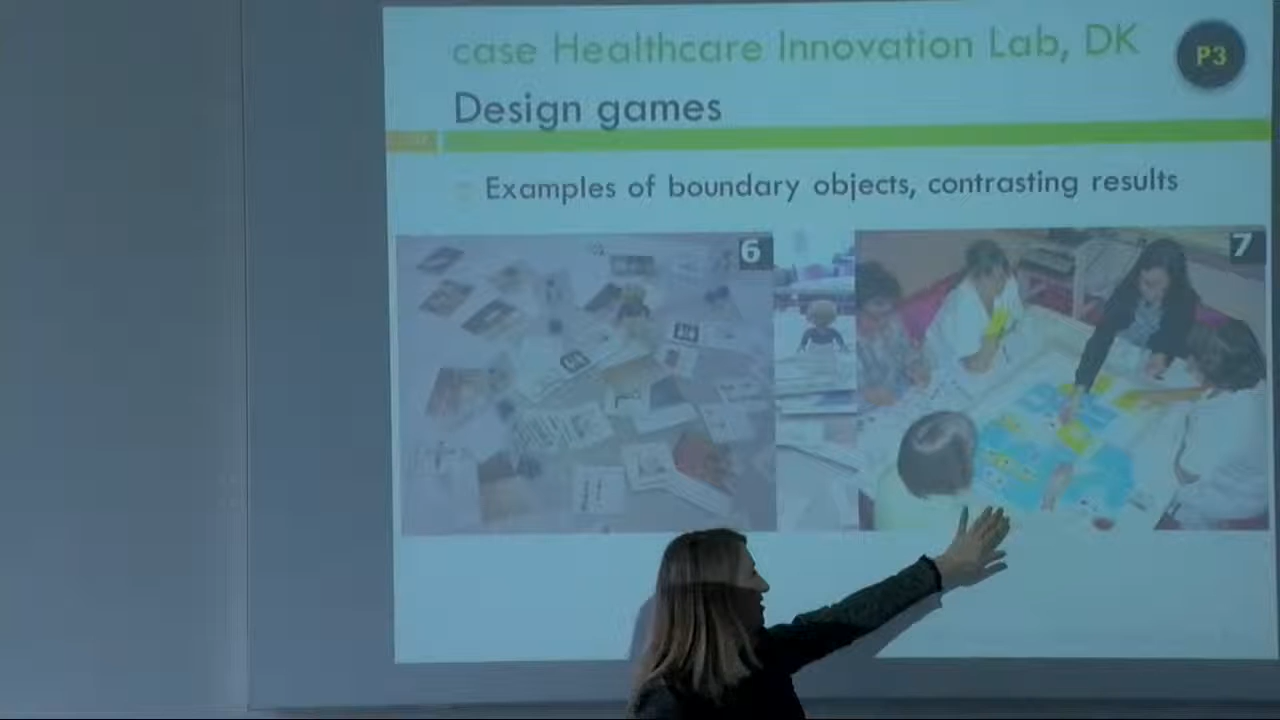 case Healthcare Innovation Lab, DK
P3
Design games
Examples of boundary objects, contrasting results
6
7